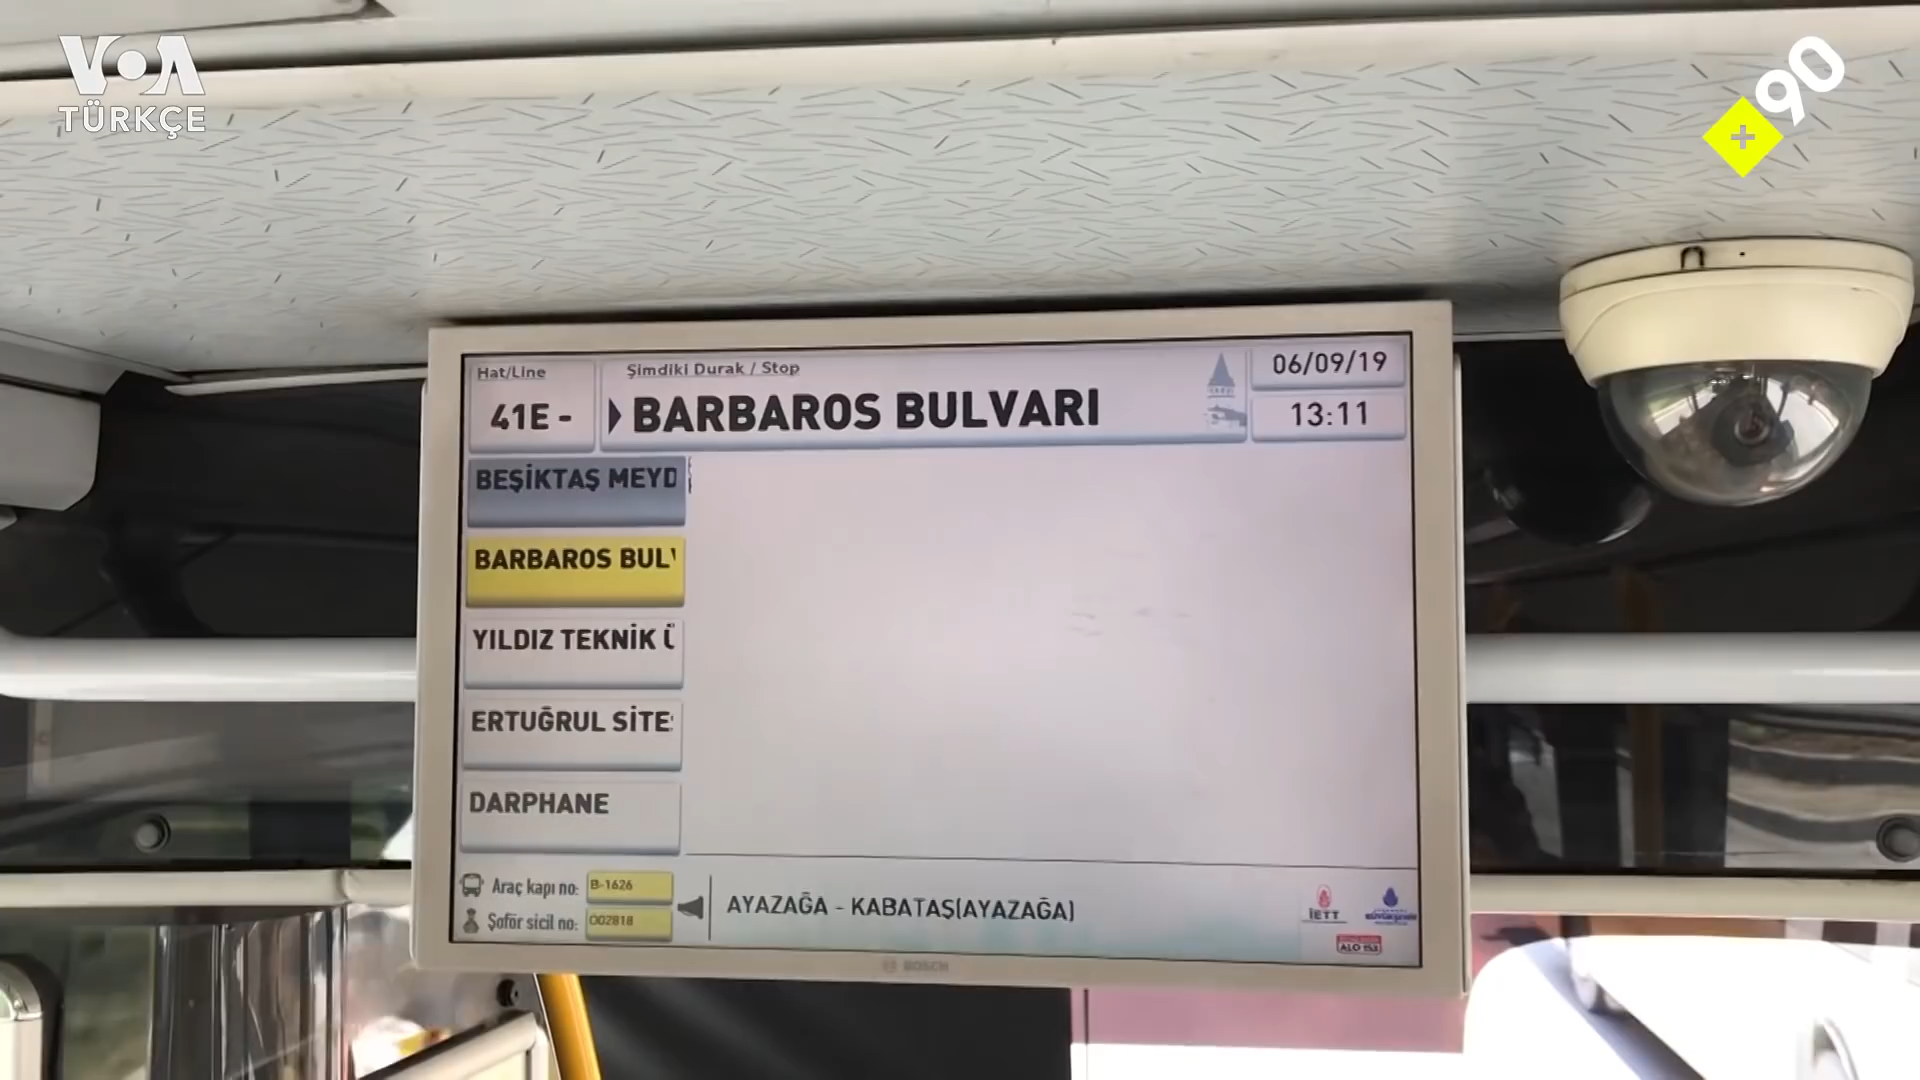 VOA
TÜRKÇE
+90
Hat/Line
41E -
Şimdiki Durak / Stop
BARBAROS BULVARI
06/09/19
13:11
BEŞİKTAŞ MEYD
BARBAROS BUL
YILDIZ TEKNİK Ü
ERTUĞRUL SİTE
DARPHANE
Araç kapı no: B-1626
Şoför sicil no: 002818
AYAZAĞA - KABATAŞ(AYAZAĞA)
İETT
ALO 153
BOSCH